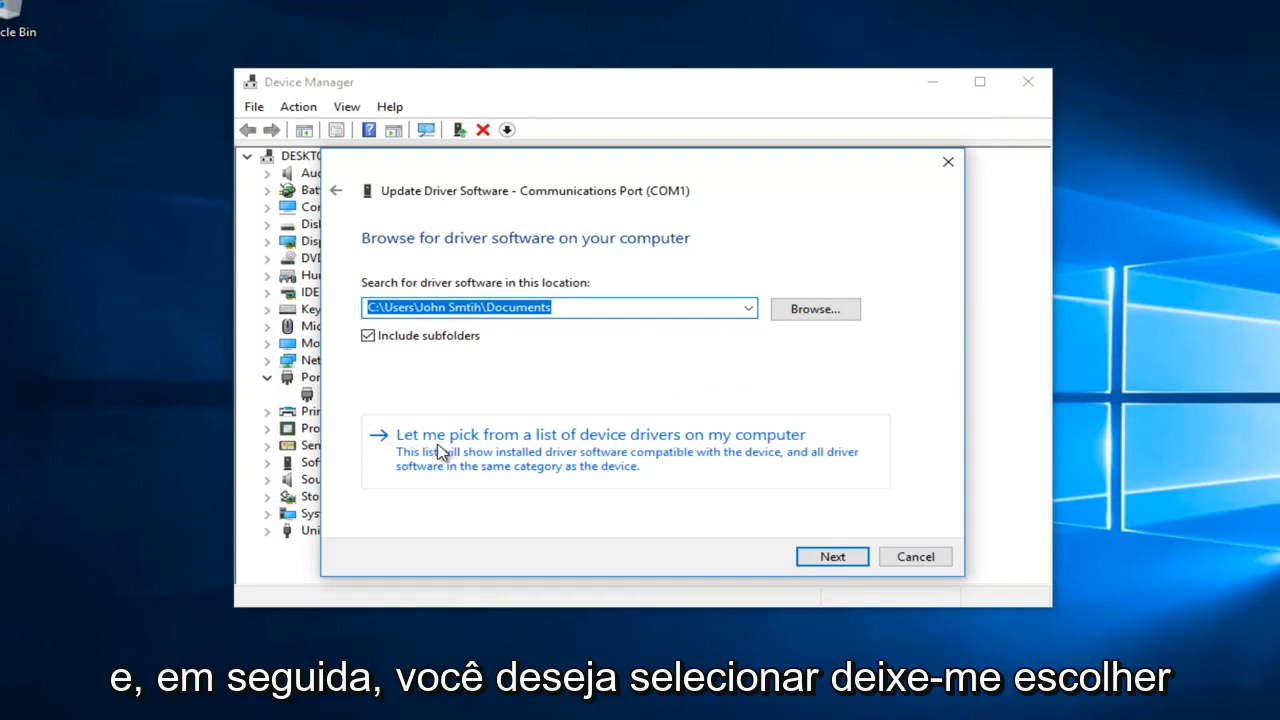 cle Bin
Device Manager
File Action View Help
DESKTO
Update Driver Software - Communications Port (COM1)
Browse for driver software on your computer
Search for driver software in this location:
C:\Users\John Smtih\Documents
Browse...
Include subfolders
Let me pick from a list of device drivers on my computer
This list will show installed driver software compatible with the device, and all driver
software in the same category as the device.
Next Cancel
Aud
Bat
Cor
Disk
Disp
DVD
Hur
IDE
Key
Mic
Mo
Net
Por
Prin
Pro
Sen
Sof
Sou
Sto
Sys
Uni
e, em seguida, você deseja selecionar deixe-me escolher